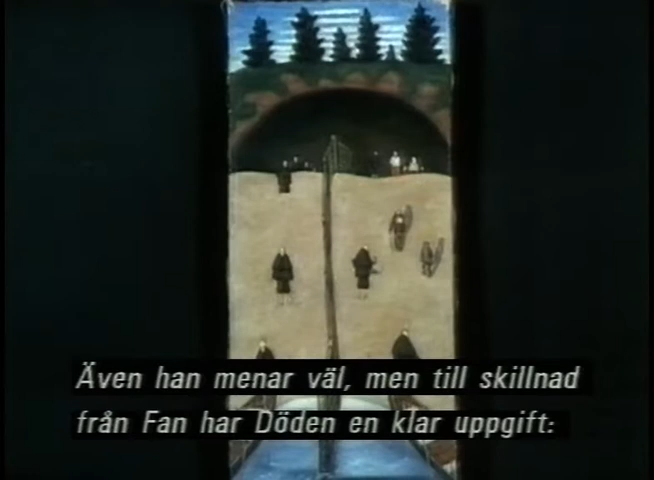 Även han menar väl, men till skillnad
från Fan har Döden en klar uppgift: